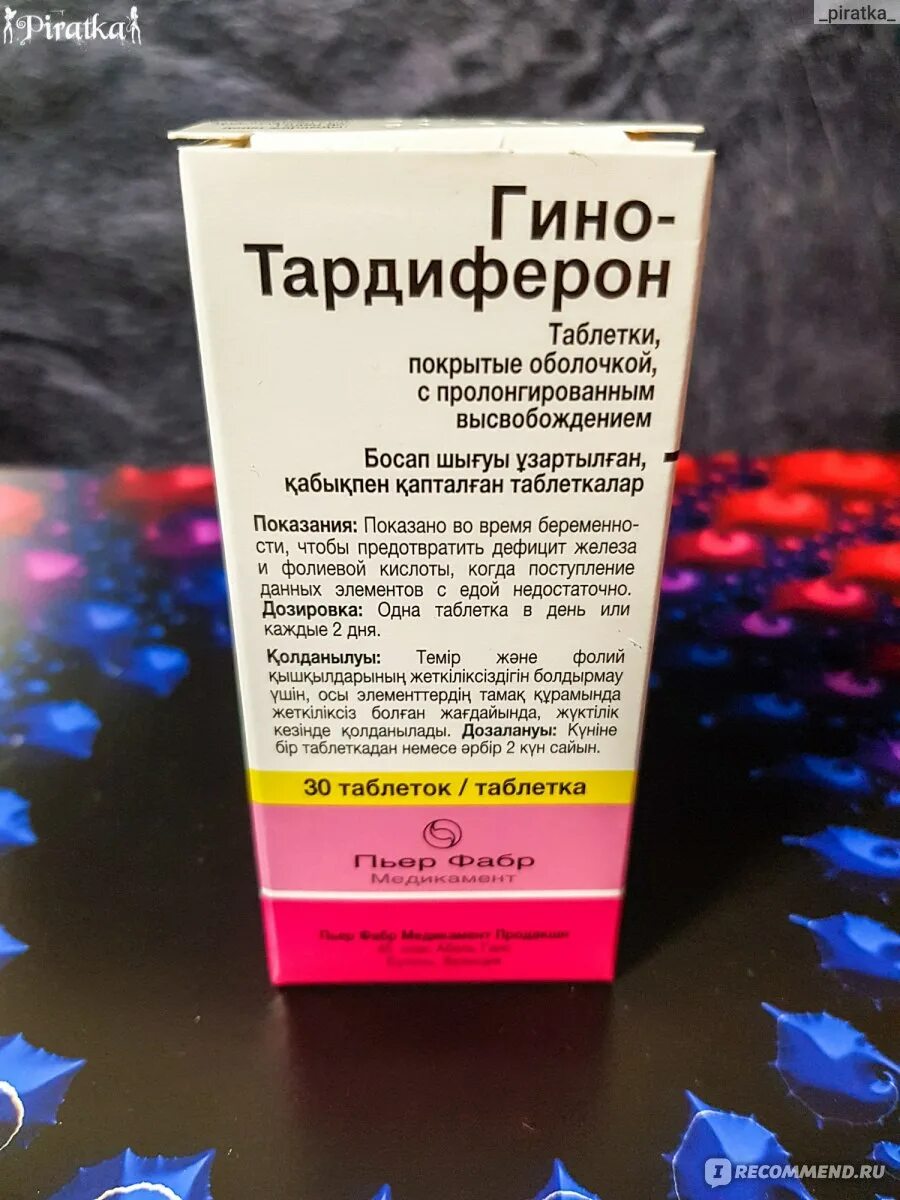 Piratka
_piratka_
Гино-
Тардиферон
Таблетки,
покрытые оболочкой,
с пролонгированным
высвобождением
Босап шығуы ұзартылған,
қабықпен қапталған таблеткалар
Показания: Показано во время беременно-
сти, чтобы предотвратить дефицит железа
и фолиевой кислоты, когда поступление
данных элементов с едой недостаточно.
Дозировка: Одна таблетка в день или
каждые 2 дня.
Қолданылуы: Темір және фолий
қышқылдарының жеткіліксіздігін болдырмау
үшін, осы элементтердің тамақ құрамында
жеткіліксіз болған жағдайында, жүктілік
кезінде қолданылады. Дозалануы: Күніне
бір таблеткадан немесе әрбір 2 күн сайын.
30 таблеток / таблетка
Пьер Фабр
Медикамент
Пьер Фабр Медикамент Продакшн
IRECOMMEND.RU